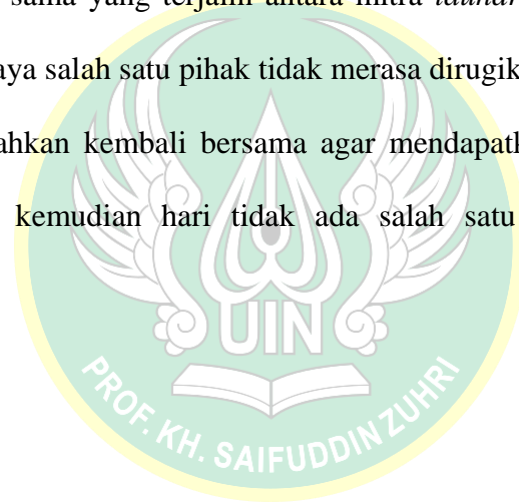 sama yang terjalin antara mitra
aya salah satu pihak tidak merasa dirugik
ahkan kembali bersama agar mendapatk
kemudian hari tidak ada salah satu
UIN
PROF. KH. SAIFUDDIN ZUHRI